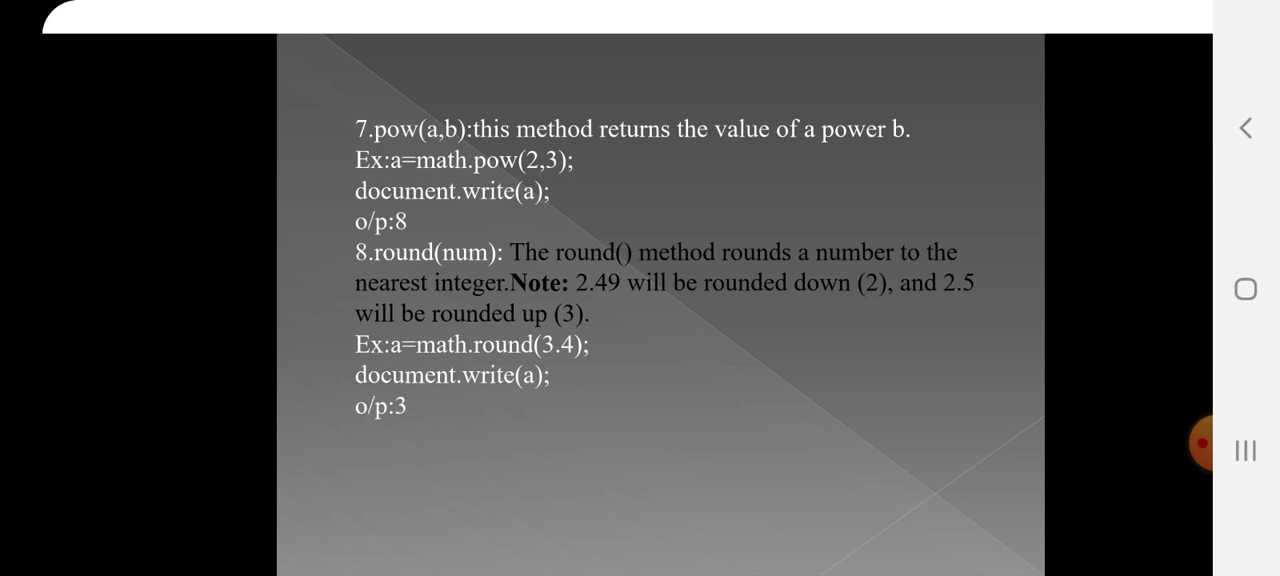 7.pow(a,b):this method returns the value of a power b.
Ex:a=math.pow(2,3);
document.write(a);
o/p:8
8.round(num): The round() method rounds a number to the
nearest integer.Note: 2.49 will be rounded down (2), and 2.5
will be rounded up (3).
Ex:a=math.round(3.4);
document.write(a);
o/p:3